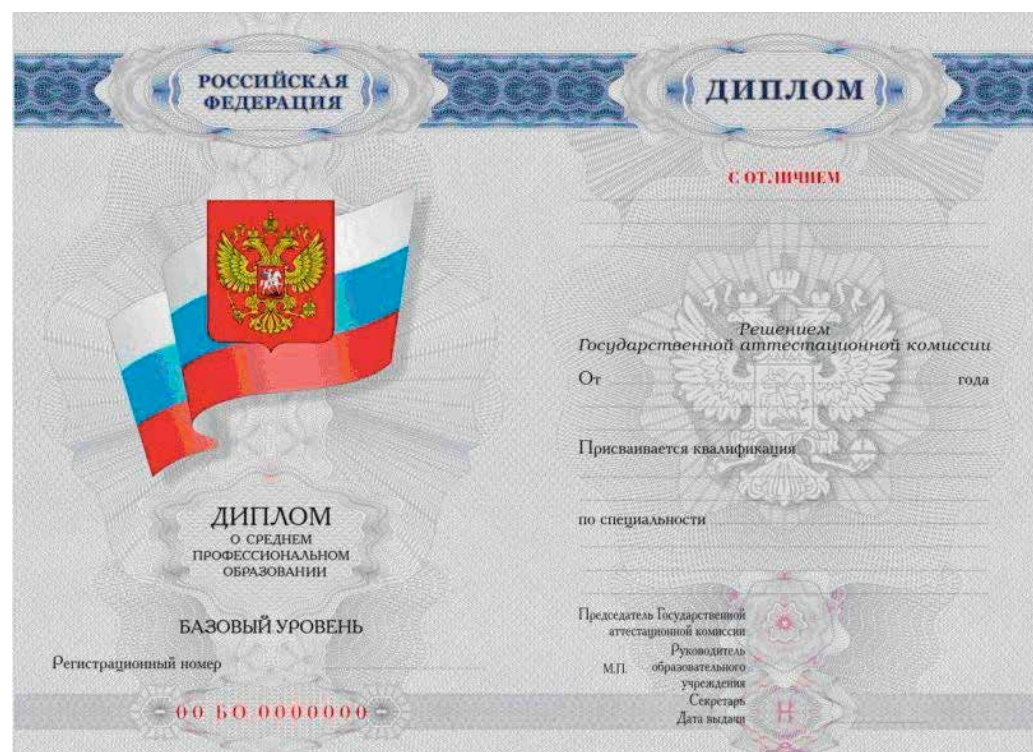 РОССИЙСКАЯ
ФЕДЕРАЦИЯ
ДИПЛОМ
О СРЕДНЕМ
ПРОФЕССИОНАЛЬНОМ
ОБРАЗОВАНИИ
БАЗОВЫЙ УРОВЕНЬ
Регистрационный номер
00 БО 0000000
ДИПЛОМ
С ОТЛИЧИЕМ
Решением
Государственной аттестационной комиссии
От года
Присваивается квалификация
по специальности
Председатель Государственной
аттестационной комиссии
Руководитель
М.П. образовательного
учреждения
Секретарь
Дата выдачи
Н